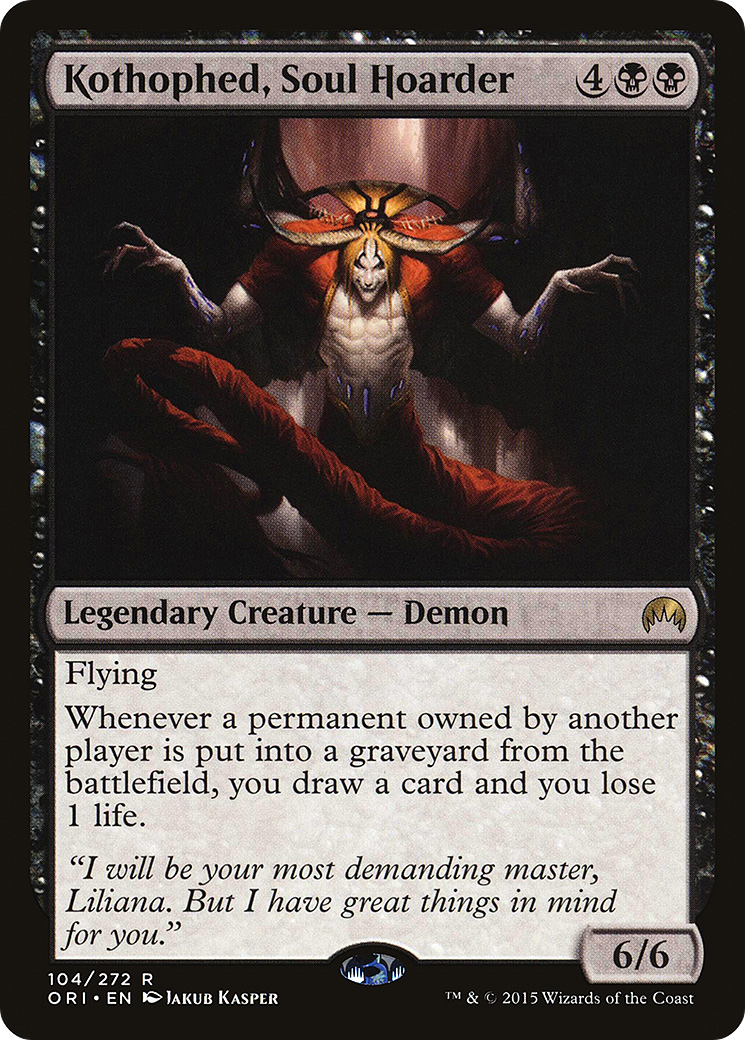 Kothophed, Soul Hoarder 4
Legendary Creature — Demon
Flying
Whenever a permanent owned by another
player is put into a graveyard from the
battlefield, you draw a card and you lose
1 life.
“I will be your most demanding master,
Liliana. But I have great things in mind
for you.”
6/6
104/272 R
ORI • EN Jakub Kasper
™ & © 2015 Wizards of the Coast